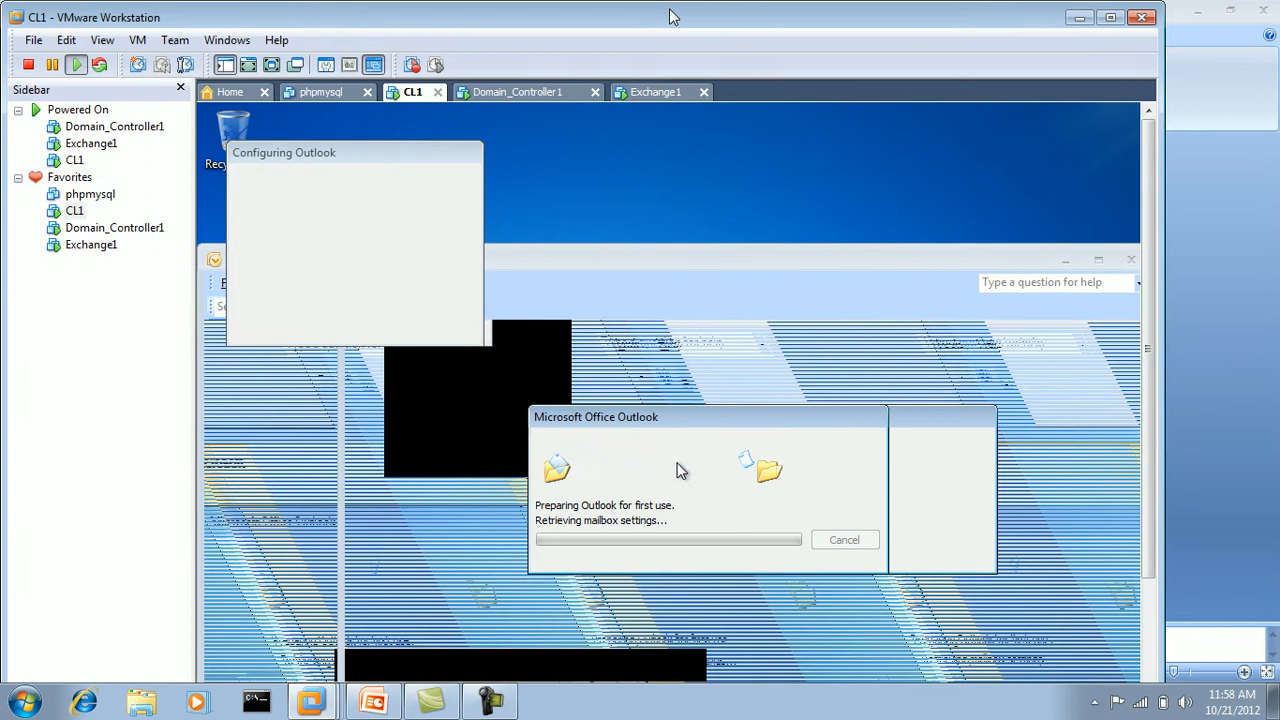 CL1 - VMware Workstation
File Edit View VM Team Windows Help
Sidebar
Home phpmysql CL1 Domain_Controller1 Exchange1
Powered On
Domain_Controller1
Exchange1
CL1
Favorites
phpmysql
CL1
Domain_Controller1
Exchange1
Recy
Configuring Outlook
Type a question for help
Microsoft Office Outlook
Preparing Outlook for first use.
Retrieving mailbox settings...
Cancel
11:58 AM
10/21/2012